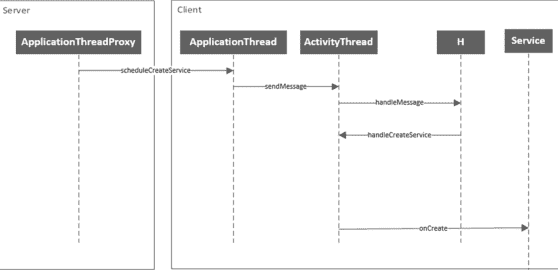 Server
Client
ApplicationThreadProxy
ApplicationThread
ActivityThread
H
Service
scheduleCreateService
sendMessage
handleMessage
handleCreateService
onCreate